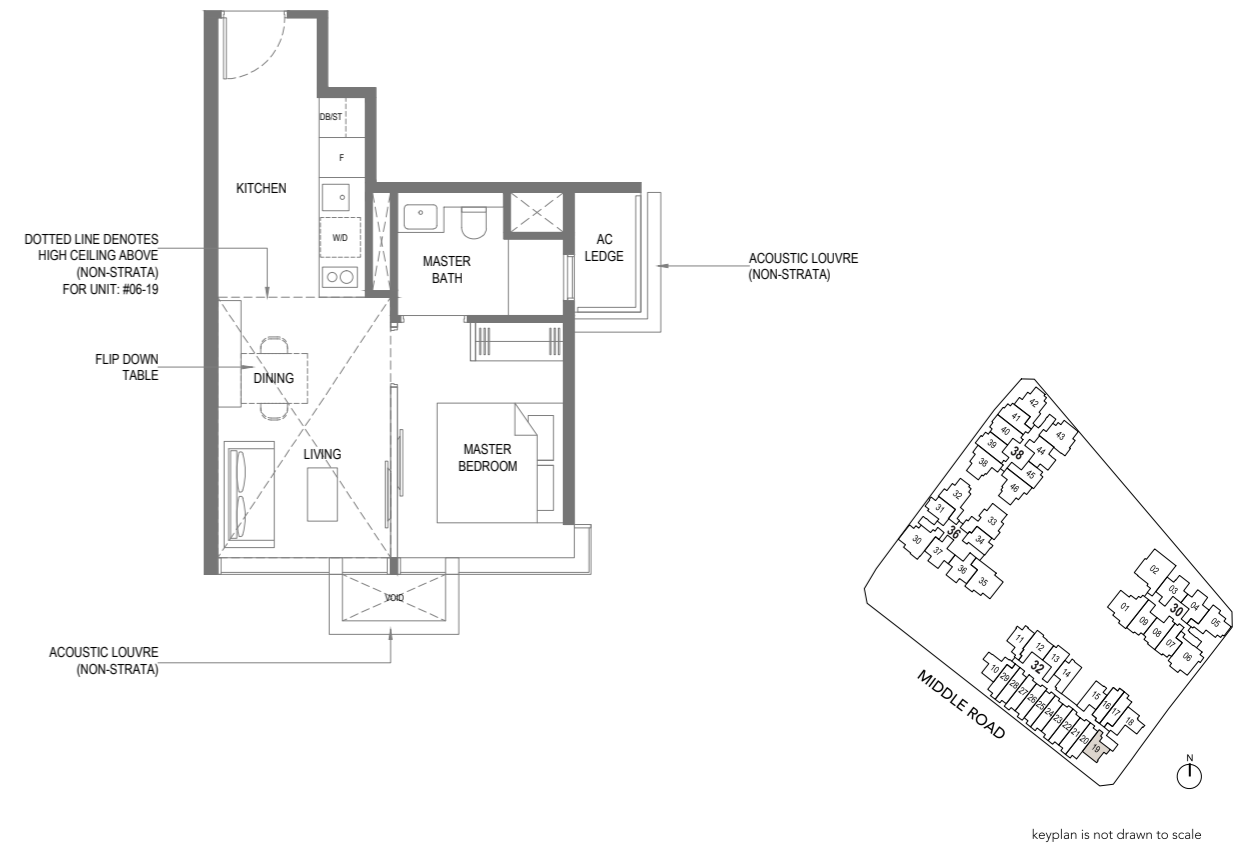 DB/ST
F
KITCHEN
W/D
DOTTED LINE DENOTES
HIGH CEILING ABOVE
(NON-STRATA)
FOR UNIT: #06-19
MASTER
BATH
AC
LEDGE
ACOUSTIC LOUVRE
(NON-STRATA)
FLIP DOWN
TABLE
DINING
LIVING
MASTER
BEDROOM
VOID
ACOUSTIC LOUVRE
(NON-STRATA)
42
41
40
43
39
38
44
38
45
46
32
31
33
36
30
34
37
36
35
02
03
04
01
30
05
09
08
07
06
11
12
13
32
14
10
29
28
27
26
25
24
23
22
21
20
19
15
16
17
18
MIDDLE ROAD
N
keyplan is not drawn to scale